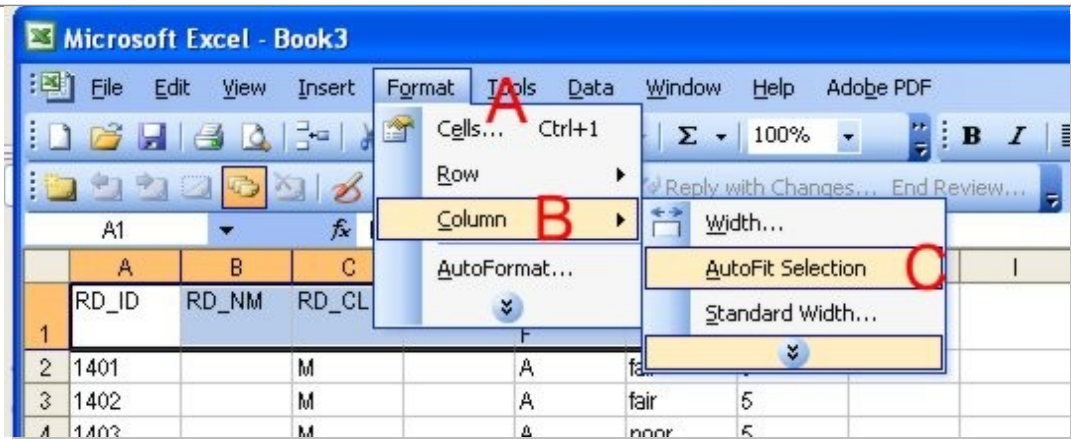 Microsoft Excel - Book3
File Edit View Insert Format Tools Data Window Help Adobe PDF
A
Cells... Ctrl+1
Σ 100% B I
Row
Reply with Changes... End Review...
Column B
A1 fx
Width...
A B C I
AutoFormat...
AutoFit Selection C
RD_ID RD_NM RD_CL
Standard Width...
1
2 1401 M A
3 1402 M A fair 5
4 1403 M A poor 5